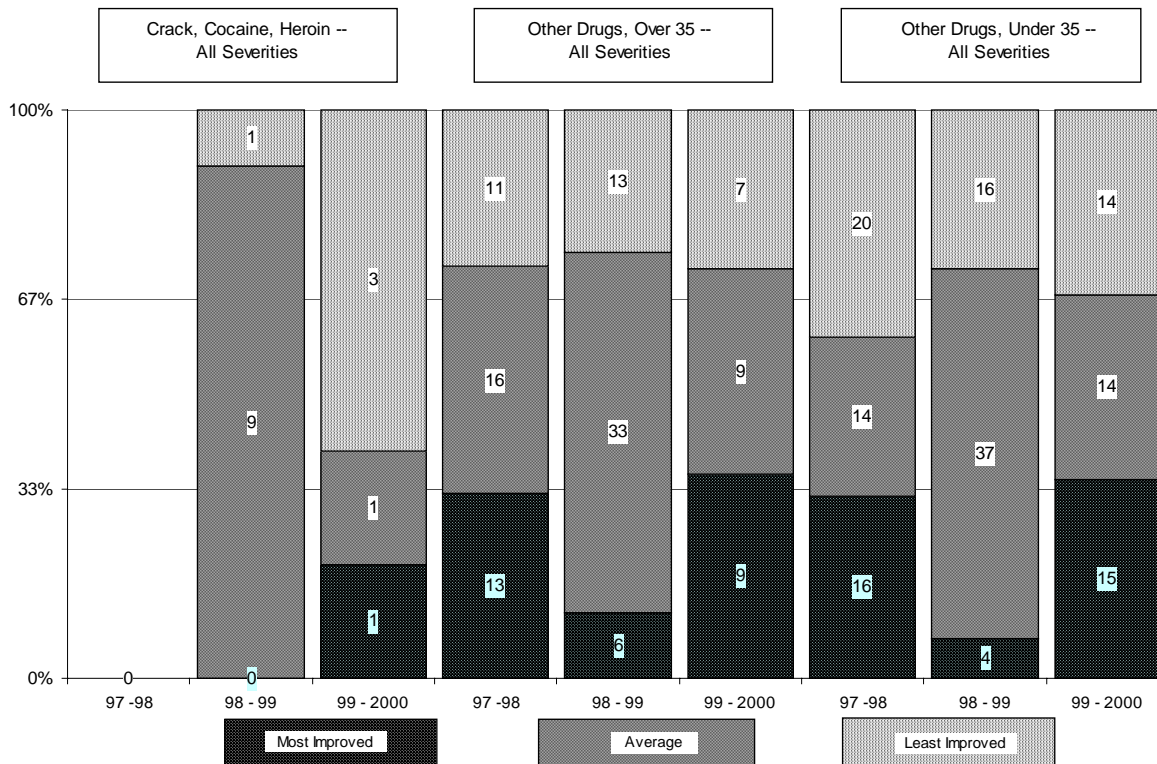 Crack, Cocaine, Heroin --
All Severities
Other Drugs, Over 35 --
All Severities
Other Drugs, Under 35 --
All Severities
100%
67%
33%
0%
1
9
0
3
1
1
11
16
13
13
33
6
7
9
9
20
14
16
16
37
4
14
14
15
0
97 -98
98 - 99
99 - 2000
97 -98
98 - 99
99 - 2000
97 -98
98 - 99
99 - 2000
Most Improved
Average
Least Improved